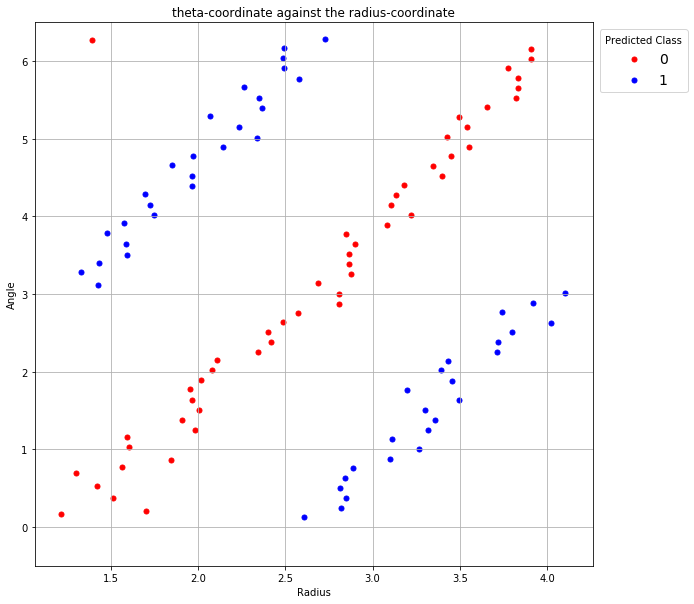 theta-coordinate against the radius-coordinate
Predicted Class
0
1
6
5
4
3
2
1
0
Angle
1.5 2.0 2.5 3.0 3.5 4.0
Radius